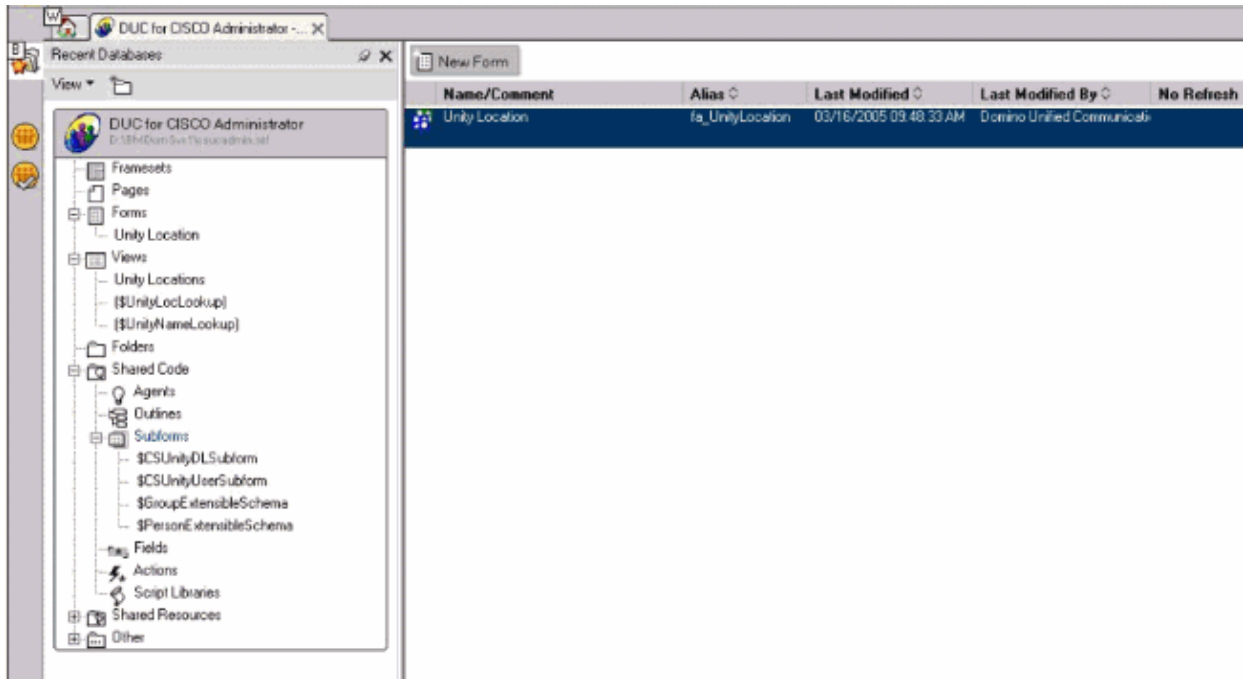 W
DUC for CISCO Administrator -...
B
Recent Databases
View
DUC for CISCO Administrator
Framesets
Pages
Forms
Unity Location
Views
Unity Locations
($UnityLocLookup)
($UnityNameLookup)
Folders
Shared Code
Agents
Outlines
Subforms
$CSUnityDLSubform
$CSUnityUserSubform
$GroupExtensibleSchema
$PersonExtensibleSchema
Fields
Actions
Script Libraries
Shared Resources
Other
New Form
Name/Comment Alias Last Modified Last Modified By No Refresh
Unity Location fa_UnityLocation 03/16/2005 09:48:33 AM Domino Unified Communicati